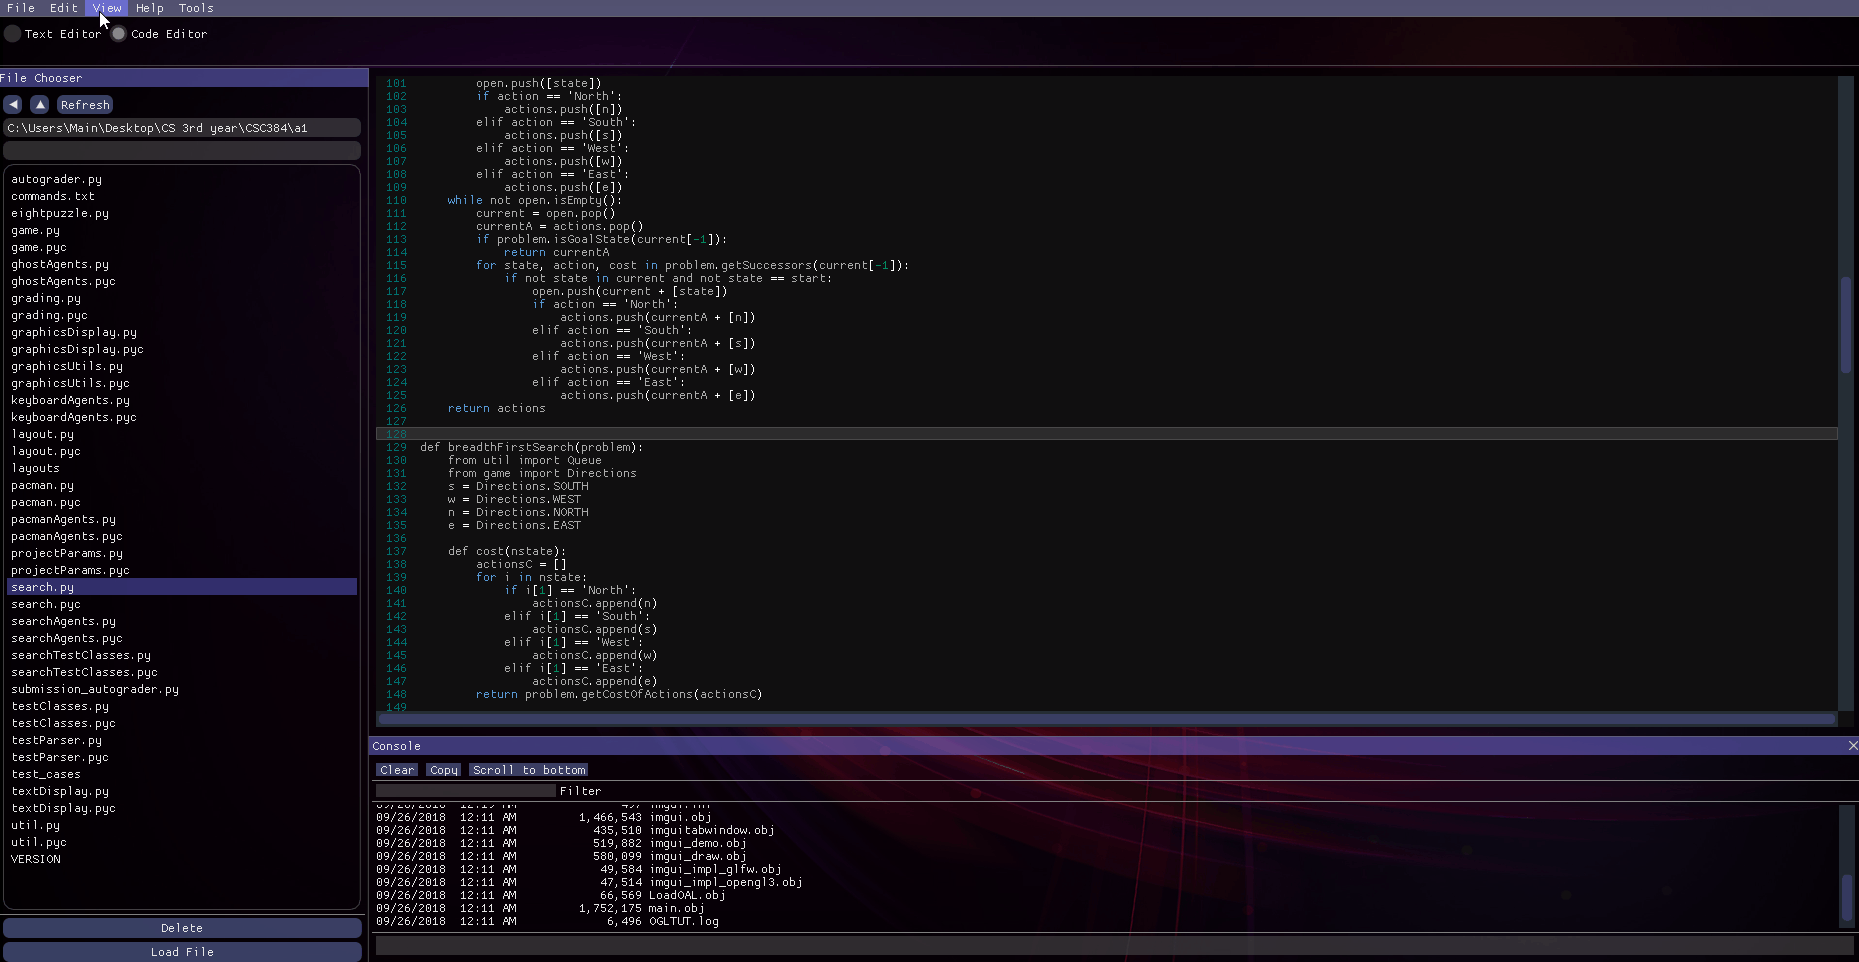 File Edit View Help Tools
Text Editor Code Editor
File Chooser
Refresh
C:\Users\Main\Desktop\CS 3rd year\CSC384\a1
autograder.py
commands.txt
eightpuzzle.py
game.py
game.pyc
ghostAgents.py
ghostAgents.pyc
grading.py
grading.pyc
graphicsDisplay.py
graphicsDisplay.pyc
graphicsUtils.py
graphicsUtils.pyc
keyboardAgents.py
keyboardAgents.pyc
layout.py
layout.pyc
layouts
pacman.py
pacman.pyc
pacmanAgents.py
pacmanAgents.pyc
projectParams.py
projectParams.pyc
search.py
search.pyc
searchAgents.py
searchAgents.pyc
searchTestClasses.py
searchTestClasses.pyc
submission_autograder.py
testClasses.py
testClasses.pyc
testParser.py
testParser.pyc
test_cases
textDisplay.py
textDisplay.pyc
util.py
util.pyc
VERSION
Delete
Load File
101 open.push([state])
102 if action == 'North':
103 actions.push([n])
104 elif action == 'South':
105 actions.push([s])
106 elif action == 'West':
107 actions.push([w])
108 elif action == 'East':
109 actions.push([e])
110 while not open.isEmpty():
111 current = open.pop()
112 currentA = actions.pop()
113 if problem.isGoalState(current[-1]):
114 return currentA
115 for state, action, cost in problem.getSuccessors(current[-1]):
116 if not state in current and not state == start:
117 open.push(current + [state])
118 if action == 'North':
119 actions.push(currentA + [n])
120 elif action == 'South':
121 actions.push(currentA + [s])
122 elif action == 'West':
123 actions.push(currentA + [w])
124 elif action == 'East':
125 actions.push(currentA + [e])
126 return actions
127
128
129 def breadthFirstSearch(problem):
130 from util import Queue
131 from game import Directions
132 s = Directions.SOUTH
133 w = Directions.WEST
134 n = Directions.NORTH
135 e = Directions.EAST
136
137 def cost(nstate):
138 actionsC = []
139 for i in nstate:
140 if i[1] == 'North':
141 actionsC.append(n)
142 elif i[1] == 'South':
143 actionsC.append(s)
144 elif i[1] == 'West':
145 actionsC.append(w)
146 elif i[1] == 'East':
147 actionsC.append(e)
148 return problem.getCostOfActions(actionsC)
149
Console
Clear Copy Scroll to bottom
Filter
09/26/2018 12:11 AM 1,466,543 imgui.obj
09/26/2018 12:11 AM 435,510 imguitabwindow.obj
09/26/2018 12:11 AM 519,882 imgui_demo.obj
09/26/2018 12:11 AM 580,099 imgui_draw.obj
09/26/2018 12:11 AM 49,584 imgui_impl_glfw.obj
09/26/2018 12:11 AM 47,514 imgui_impl_opengl3.obj
09/26/2018 12:11 AM 66,569 LoadOAL.obj
09/26/2018 12:11 AM 1,752,175 main.obj
09/26/2018 12:11 AM 6,496 OGLTUT.log